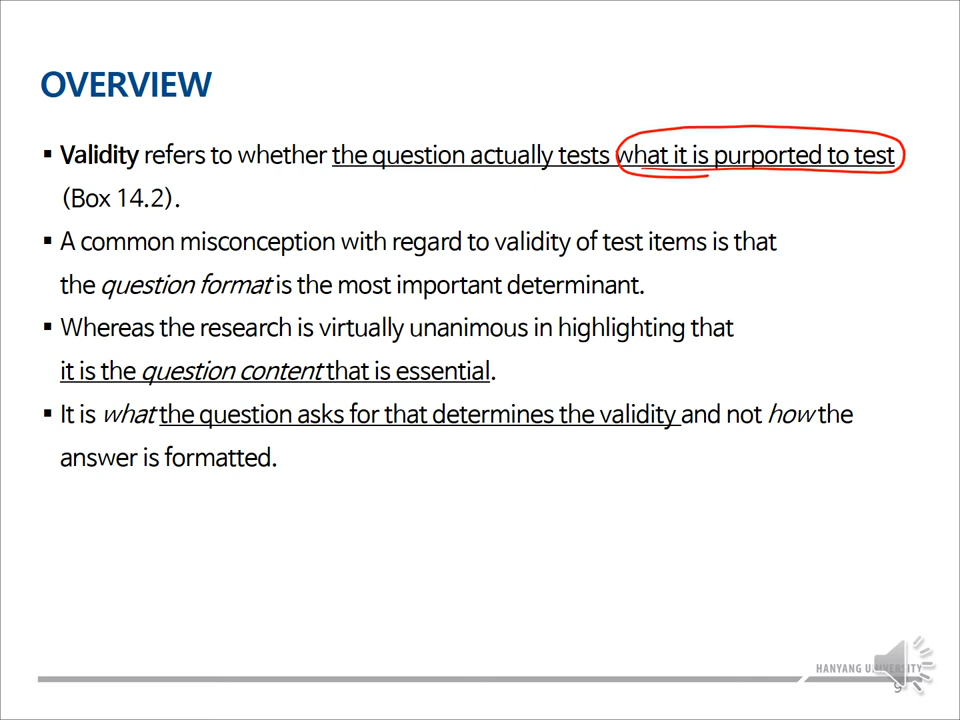 OVERVIEW
▪ Validity refers to whether the question actually tests what it is purported to test
(Box 14.2).
▪ A common misconception with regard to validity of test items is that
the question format is the most important determinant.
▪ Whereas the research is virtually unanimous in highlighting that
it is the question content that is essential.
▪ It is what the question asks for that determines the validity and not how the
answer is formatted.
HANYANG UNIVERSITY
9